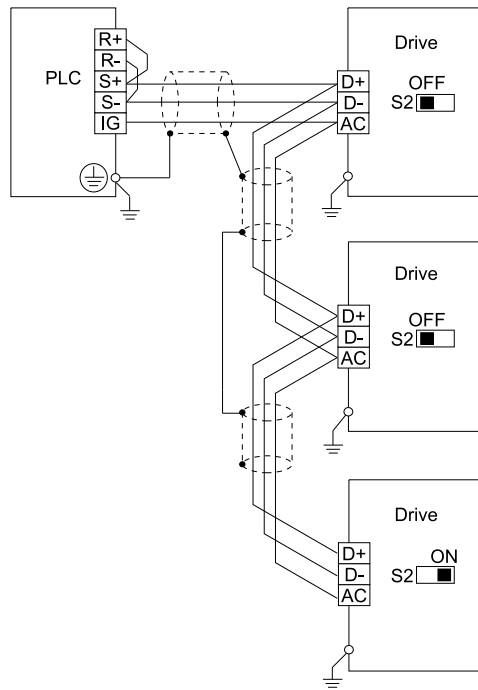 PLC
R+
R-
S+
S-
IG
Drive
D+
D-
AC
OFF
S2
Drive
D+
D-
AC
OFF
S2
Drive
D+
D-
AC
ON
S2